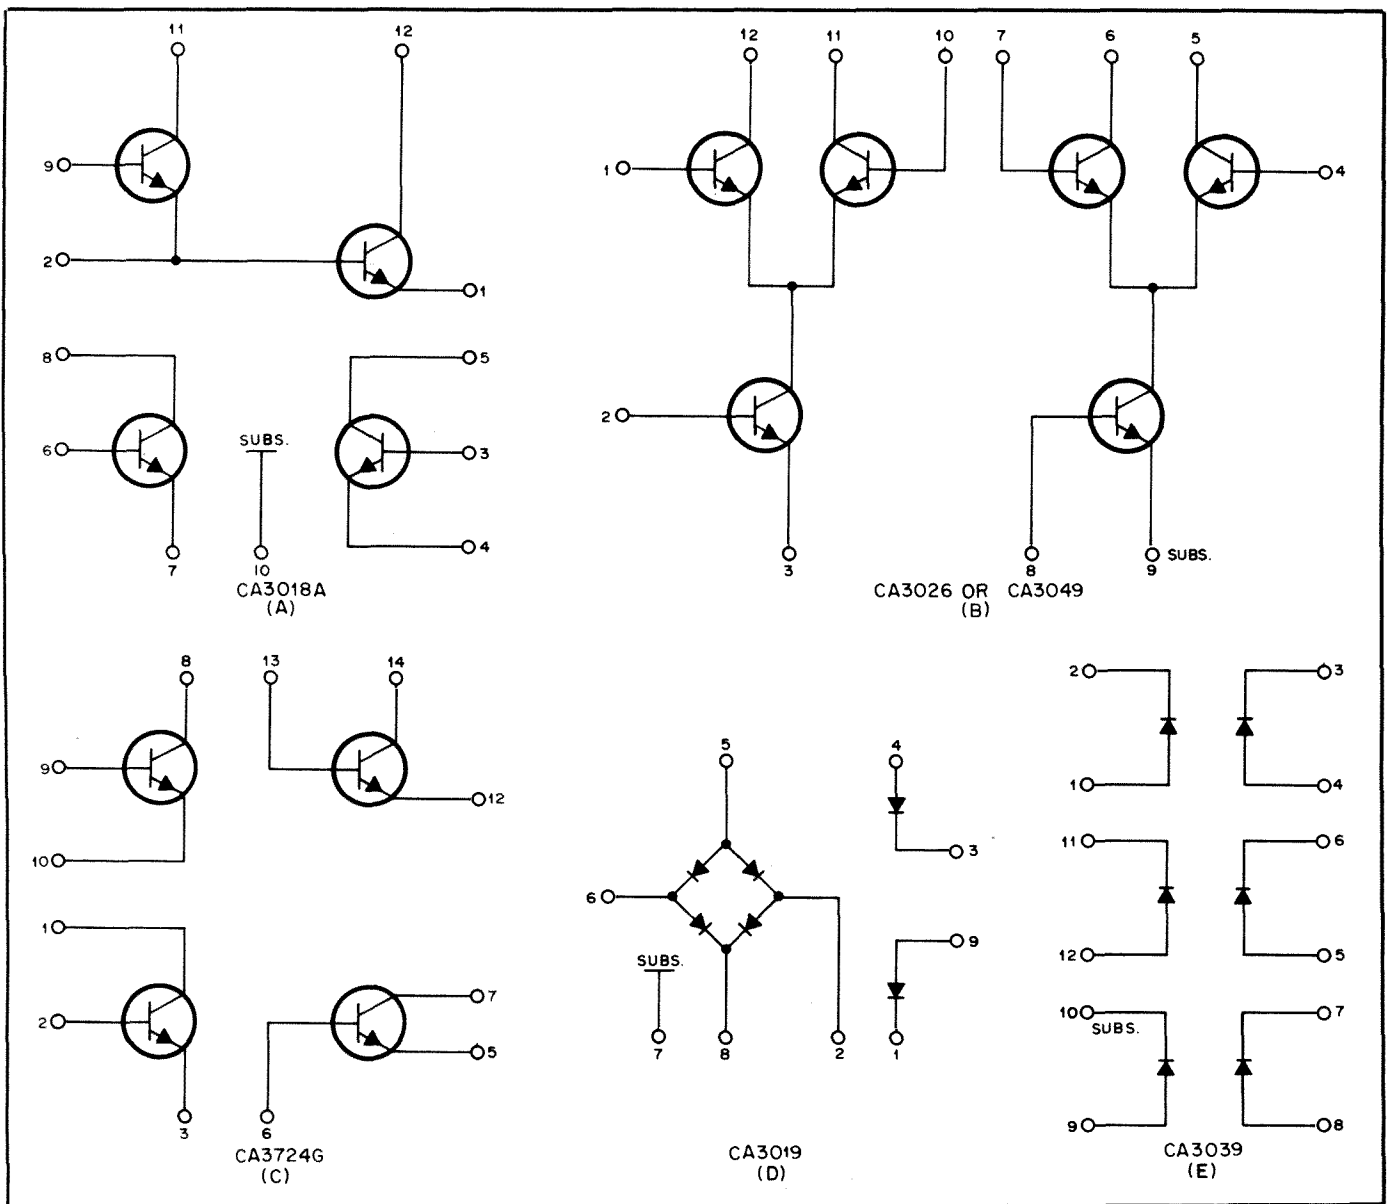 11 12
9
2
1
8 5
6 SUBS. 3
4
7 10
CA3018A
(A)
12 11 10 7 6 5
1 4
2
3 8 9 SUBS.
CA3026 OR CA3049
(B)
8 13 14
9
12
10
1
7
2
5
3 6
CA3724G
(C)
5 4
3
6
9
SUBS.
7 8 2 1
CA3019
(D)
2 3
1 4
11 6
12 5
10 7
SUBS.
9 8
CA3039
(E)